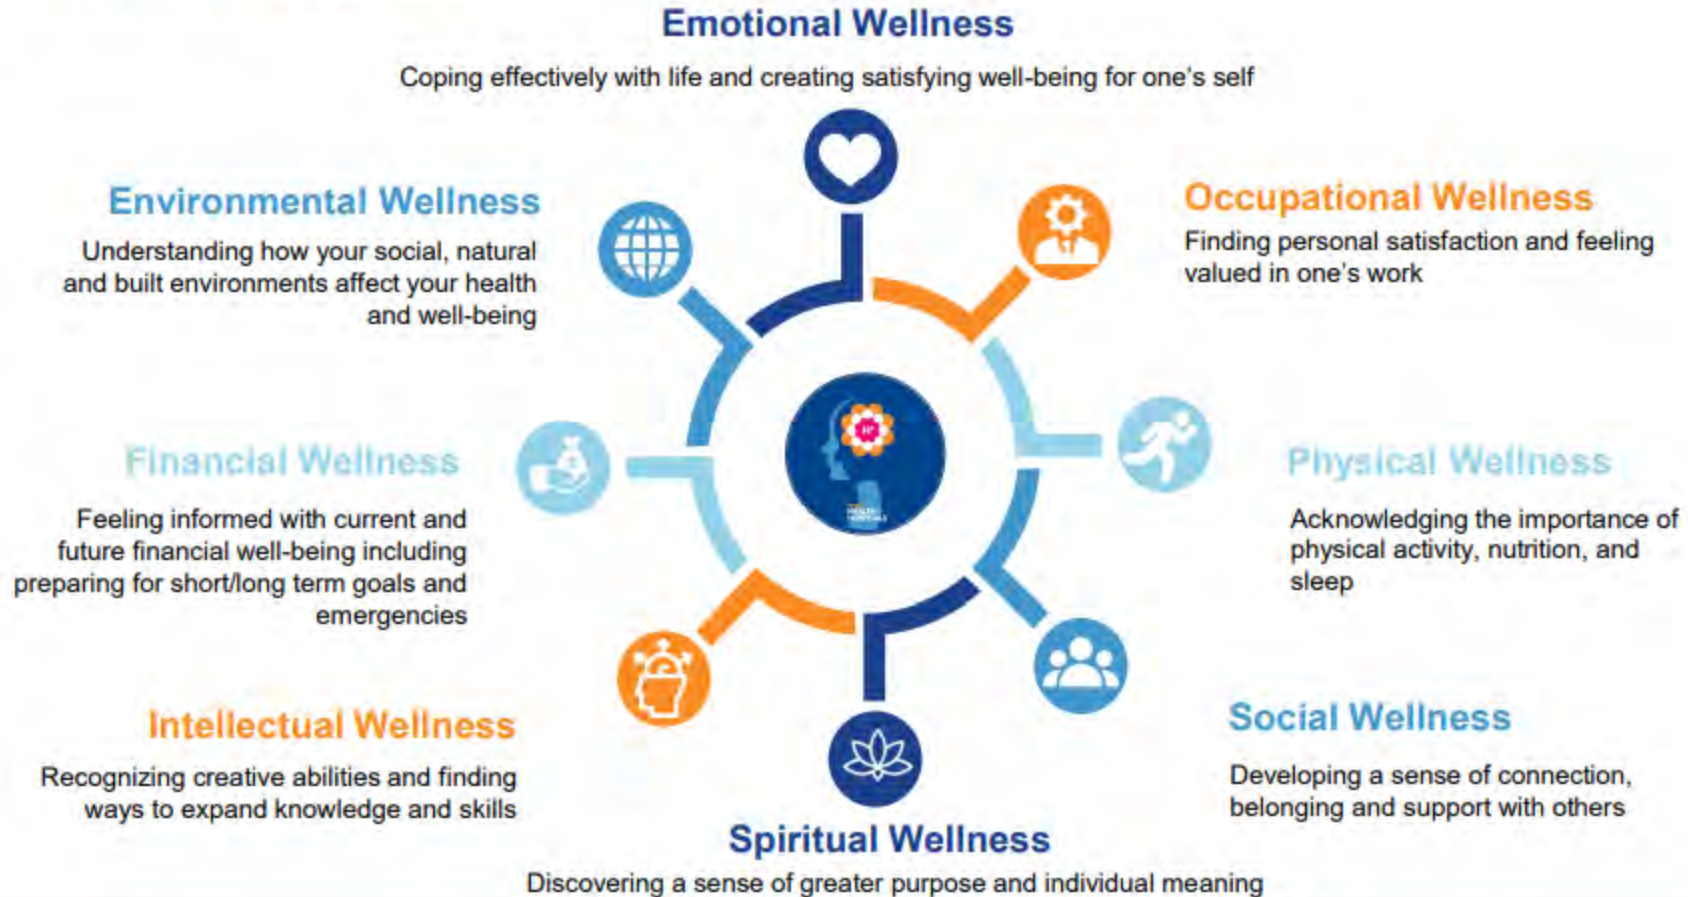 Emotional Wellness
Coping effectively with life and creating satisfying well-being for one's self
Occupational Wellness
Finding personal satisfaction and feeling
valued in one's work
Physical Wellness
Acknowledging the importance of
physical activity, nutrition, and
sleep
Social Wellness
Developing a sense of connection,
belonging and support with others
Spiritual Wellness
Discovering a sense of greater purpose and individual meaning
Intellectual Wellness
Recognizing creative abilities and finding
ways to expand knowledge and skills
Financial Wellness
Feeling informed with current and
future financial well-being including
preparing for short/long term goals and
emergencies
Environmental Wellness
Understanding how your social, natural
and built environments affect your health
and well-being
HEALTH